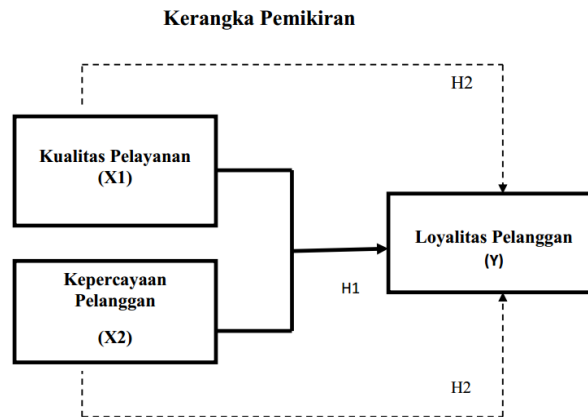 Kerangka Pemikiran
H2
Kualitas Pelayanan
(X1)
Loyalitas Pelanggan
(Y)
Kepercayaan
Pelanggan
(X2)
H1
H2